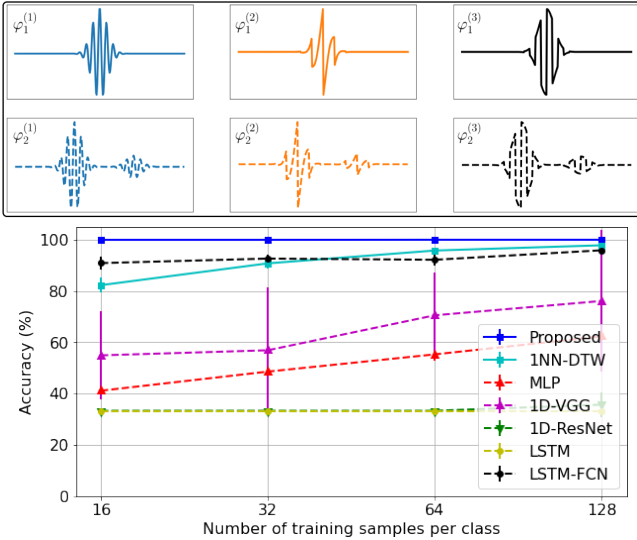 φ₁⁽¹⁾ φ₁⁽²⁾ φ₁⁽³⁾
φ₂⁽¹⁾ φ₂⁽²⁾ φ₂⁽³⁾
100
80
60
40
20
0
Accuracy (%)
Proposed
1NN-DTW
MLP
1D-VGG
1D-ResNet
LSTM
LSTM-FCN
16 32 64 128
Number of training samples per class